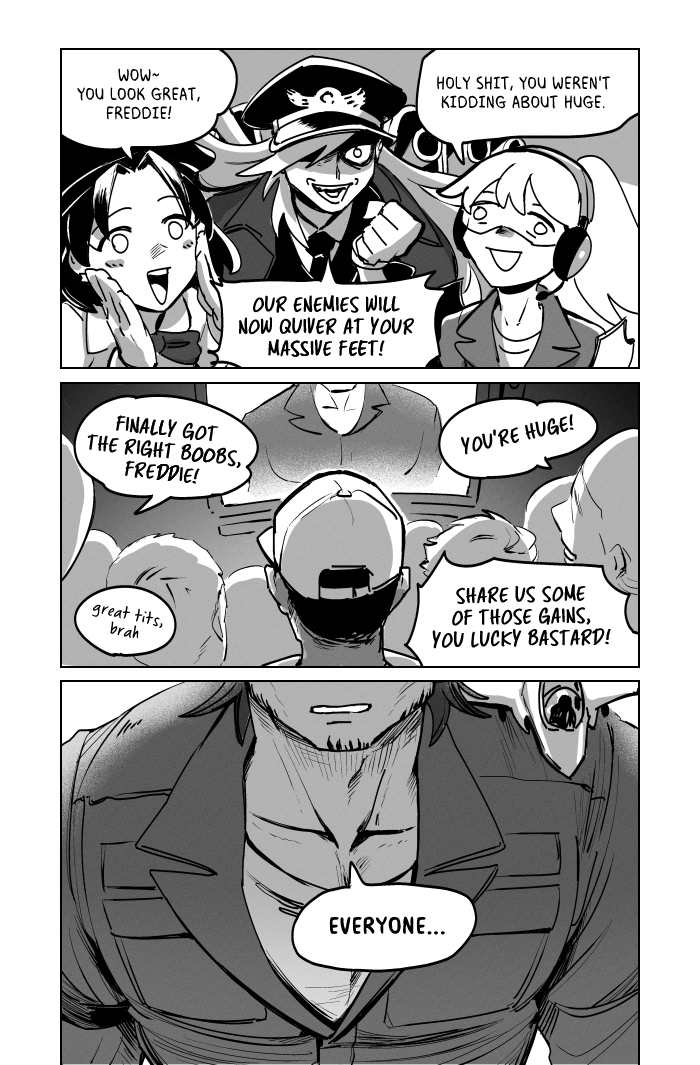 WOW~
YOU LOOK GREAT,
FREDDIE!
HOLY SHIT, YOU WEREN'T
KIDDING ABOUT HUGE.
OUR ENEMIES WILL
NOW QUIVER AT YOUR
MASSIVE FEET!
FINALLY GOT
THE RIGHT BOOBS,
FREDDIE!
YOU'RE HUGE!
great tits,
brah
SHARE US SOME
OF THOSE GAINS,
YOU LUCKY BASTARD!
EVERYONE...